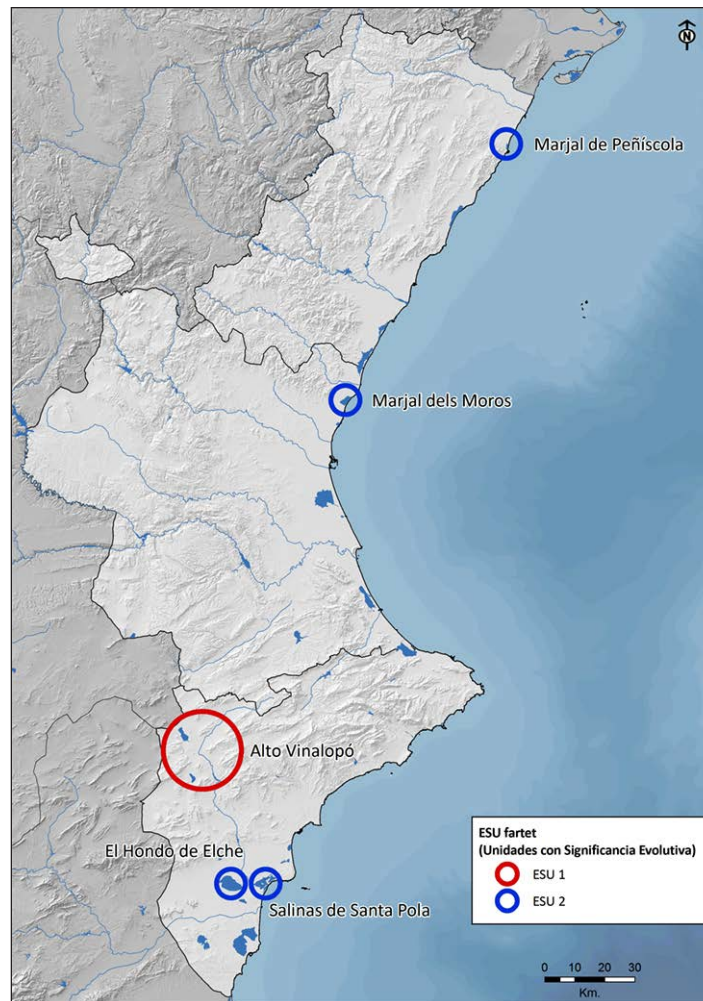 N
Marjal de Peñíscola
Marjal dels Moros
Alto Vinalopó
El Hondo de Elche
Salinas de Santa Pola
ESU fartet
(Unidades con Significancia Evolutiva)
ESU 1
ESU 2
0 10 20 30
Km.